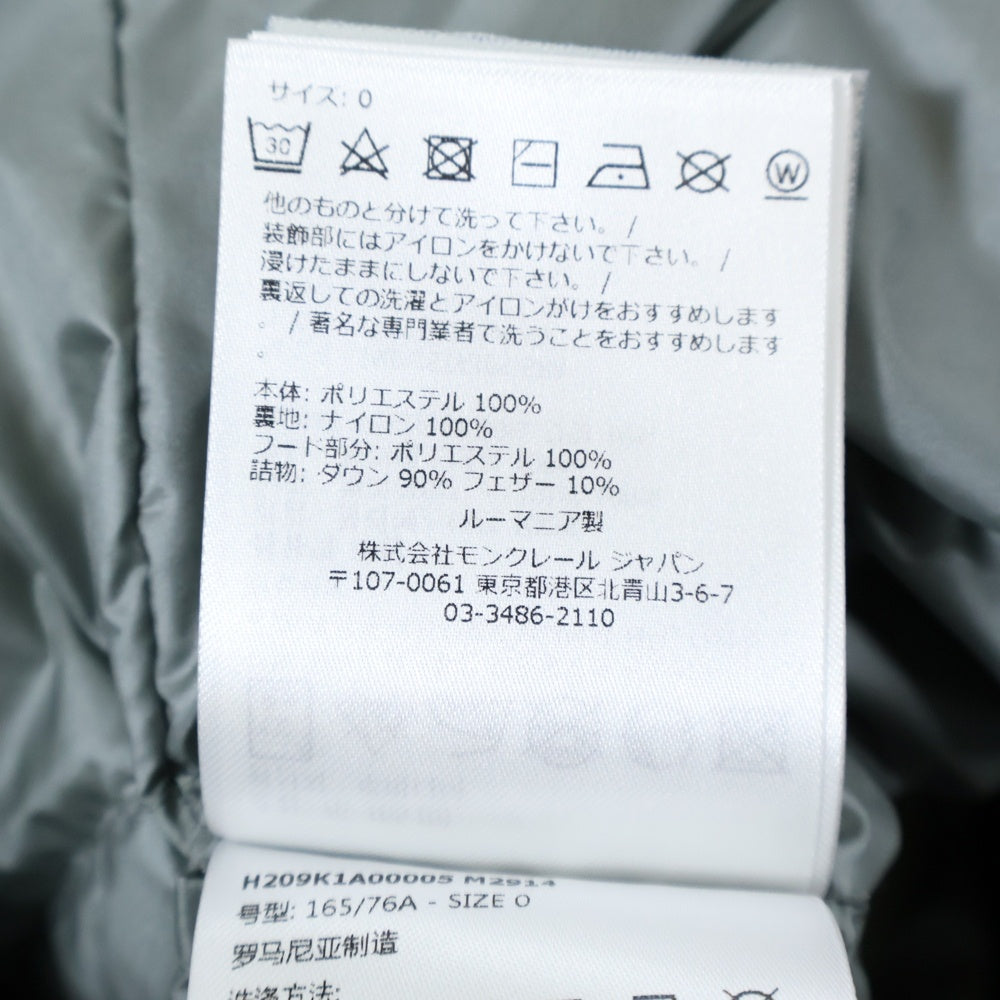 サイズ: 0
30
W
他のものと分けて洗って下さい。 /
装飾部にはアイロンをかけないで下さい。 /
浸けたままにしないで下さい。 /
裏返しての洗濯とアイロンがけをおすすめします
。 / 著名な専門業者で洗うことをおすすめします
。
本体: ポリエステル 100%
裏地: ナイロン 100%
フード部分: ポリエステル 100%
詰物: ダウン 90% フェザー 10%
ルーマニア製
株式会社モンクレール ジャパン
〒107-0061 東京都港区北青山3-6-7
03-3486-2110
H209K1A00005 M2914
号型: 165/76A - SIZE 0
罗马尼亚制造
洗涤方法: